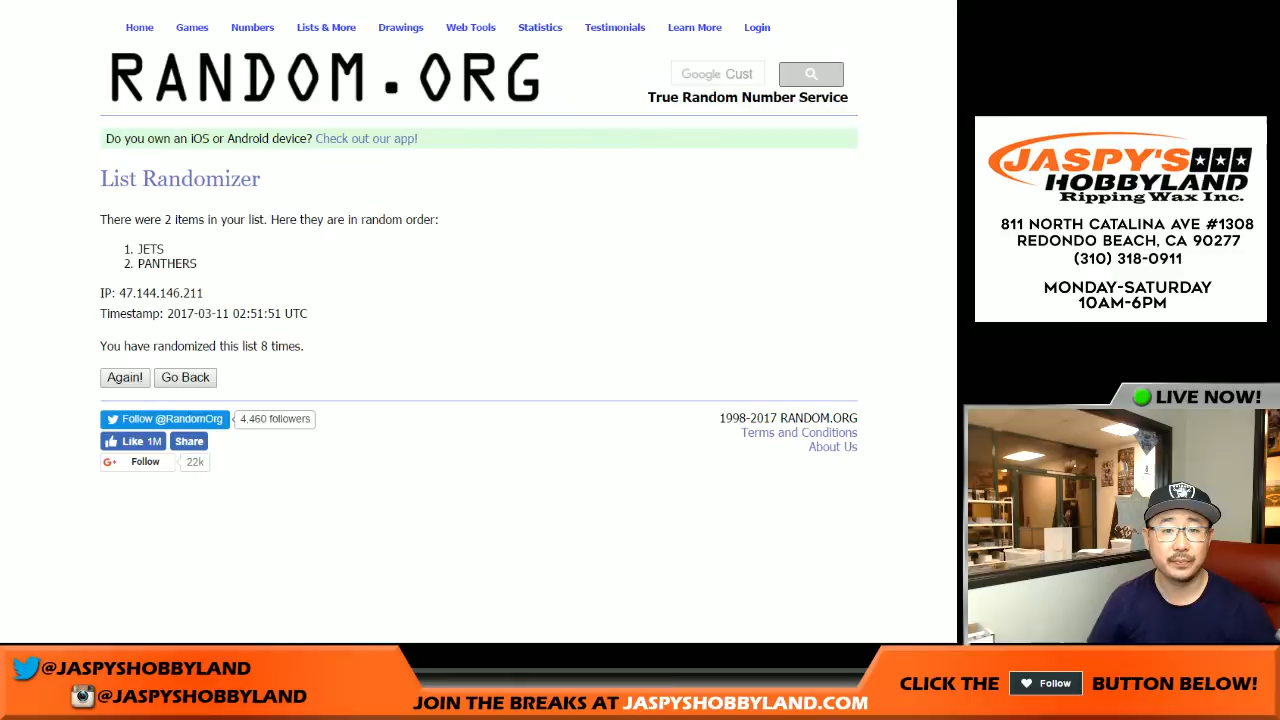 Home Games Numbers Lists & More Drawings Web Tools Statistics Testimonials Learn More Login
RANDOM.ORG
Google Cust
True Random Number Service
Do you own an iOS or Android device? Check out our app!
List Randomizer
There were 2 items in your list. Here they are in random order:
1. JETS
2. PANTHERS
IP: 47.144.146.211
Timestamp: 2017-03-11 02:51:51 UTC
You have randomized this list 8 times.
Again! Go Back
Follow @RandomOrg 4,460 followers
Like 1M Share
G+ Follow 22k
1998-2017 RANDOM.ORG
Terms and Conditions
About Us
JASPY'S
HOBBYLAND
Ripping Wax Inc.
811 NORTH CATALINA AVE #1308
REDONDO BEACH, CA 90277
(310) 318-0911
MONDAY-SATURDAY
10AM-6PM
LIVE NOW!
@JASPYSHOBBYLAND
@JASPYSHOBBYLAND
JOIN THE BREAKS AT JASPYSHOBBYLAND.COM
CLICK THE Follow BUTTON BELOW!